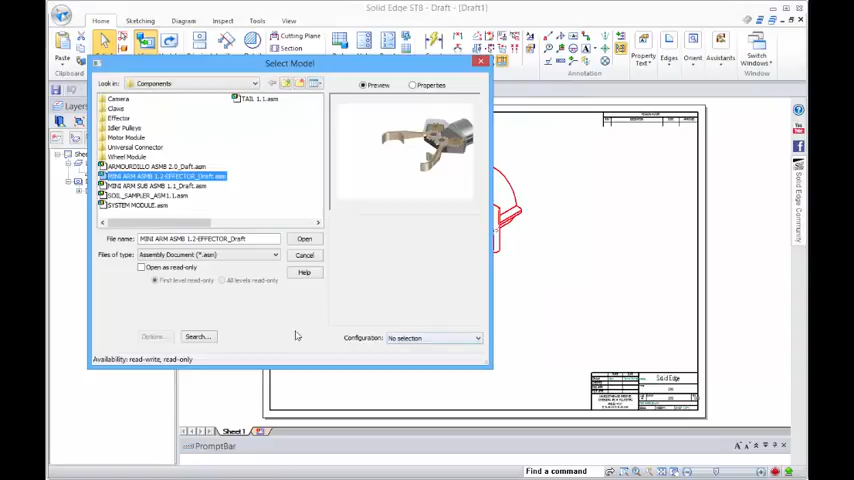 Solid Edge ST8 - Draft - [Draft1]
Home
Sketching
Diagram
Inspect
Tools
View
Cutting Plane
Section
Paste
Clipboard
Property Text
Edges
Orient
Assistants
Switch Windows
Annotation
Window
Layers
Select Model
Look in:
Components
Preview
Properties
Camera
Claws
Effector
Idler Pulleys
Motor Module
Universal Connector
Wheel Module
ARMOURDILLO ASMB 2.0_Daft.asm
MINI ARM ASMB 1.2-EFFECTOR_Draft.asm
MINI ARM SUB ASMB 1.1_Draft.asm
SOIL_SAMPLER_ASM1.1.asm
SYSTEM MODULE.asm
TAIL 1.1.asm
File name:
MINI ARM ASMB 1.2-EFFECTOR_Draft
Open
Files of type:
Assembly Document (*.asm)
Cancel
Open as read-only
Help
First level read-only
All levels read-only
Options...
Search...
Configuration:
No selection
Availability: read-write, read-only
Solid Edge
Sheet1
PromptBar
Find a command
Solid Edge Community